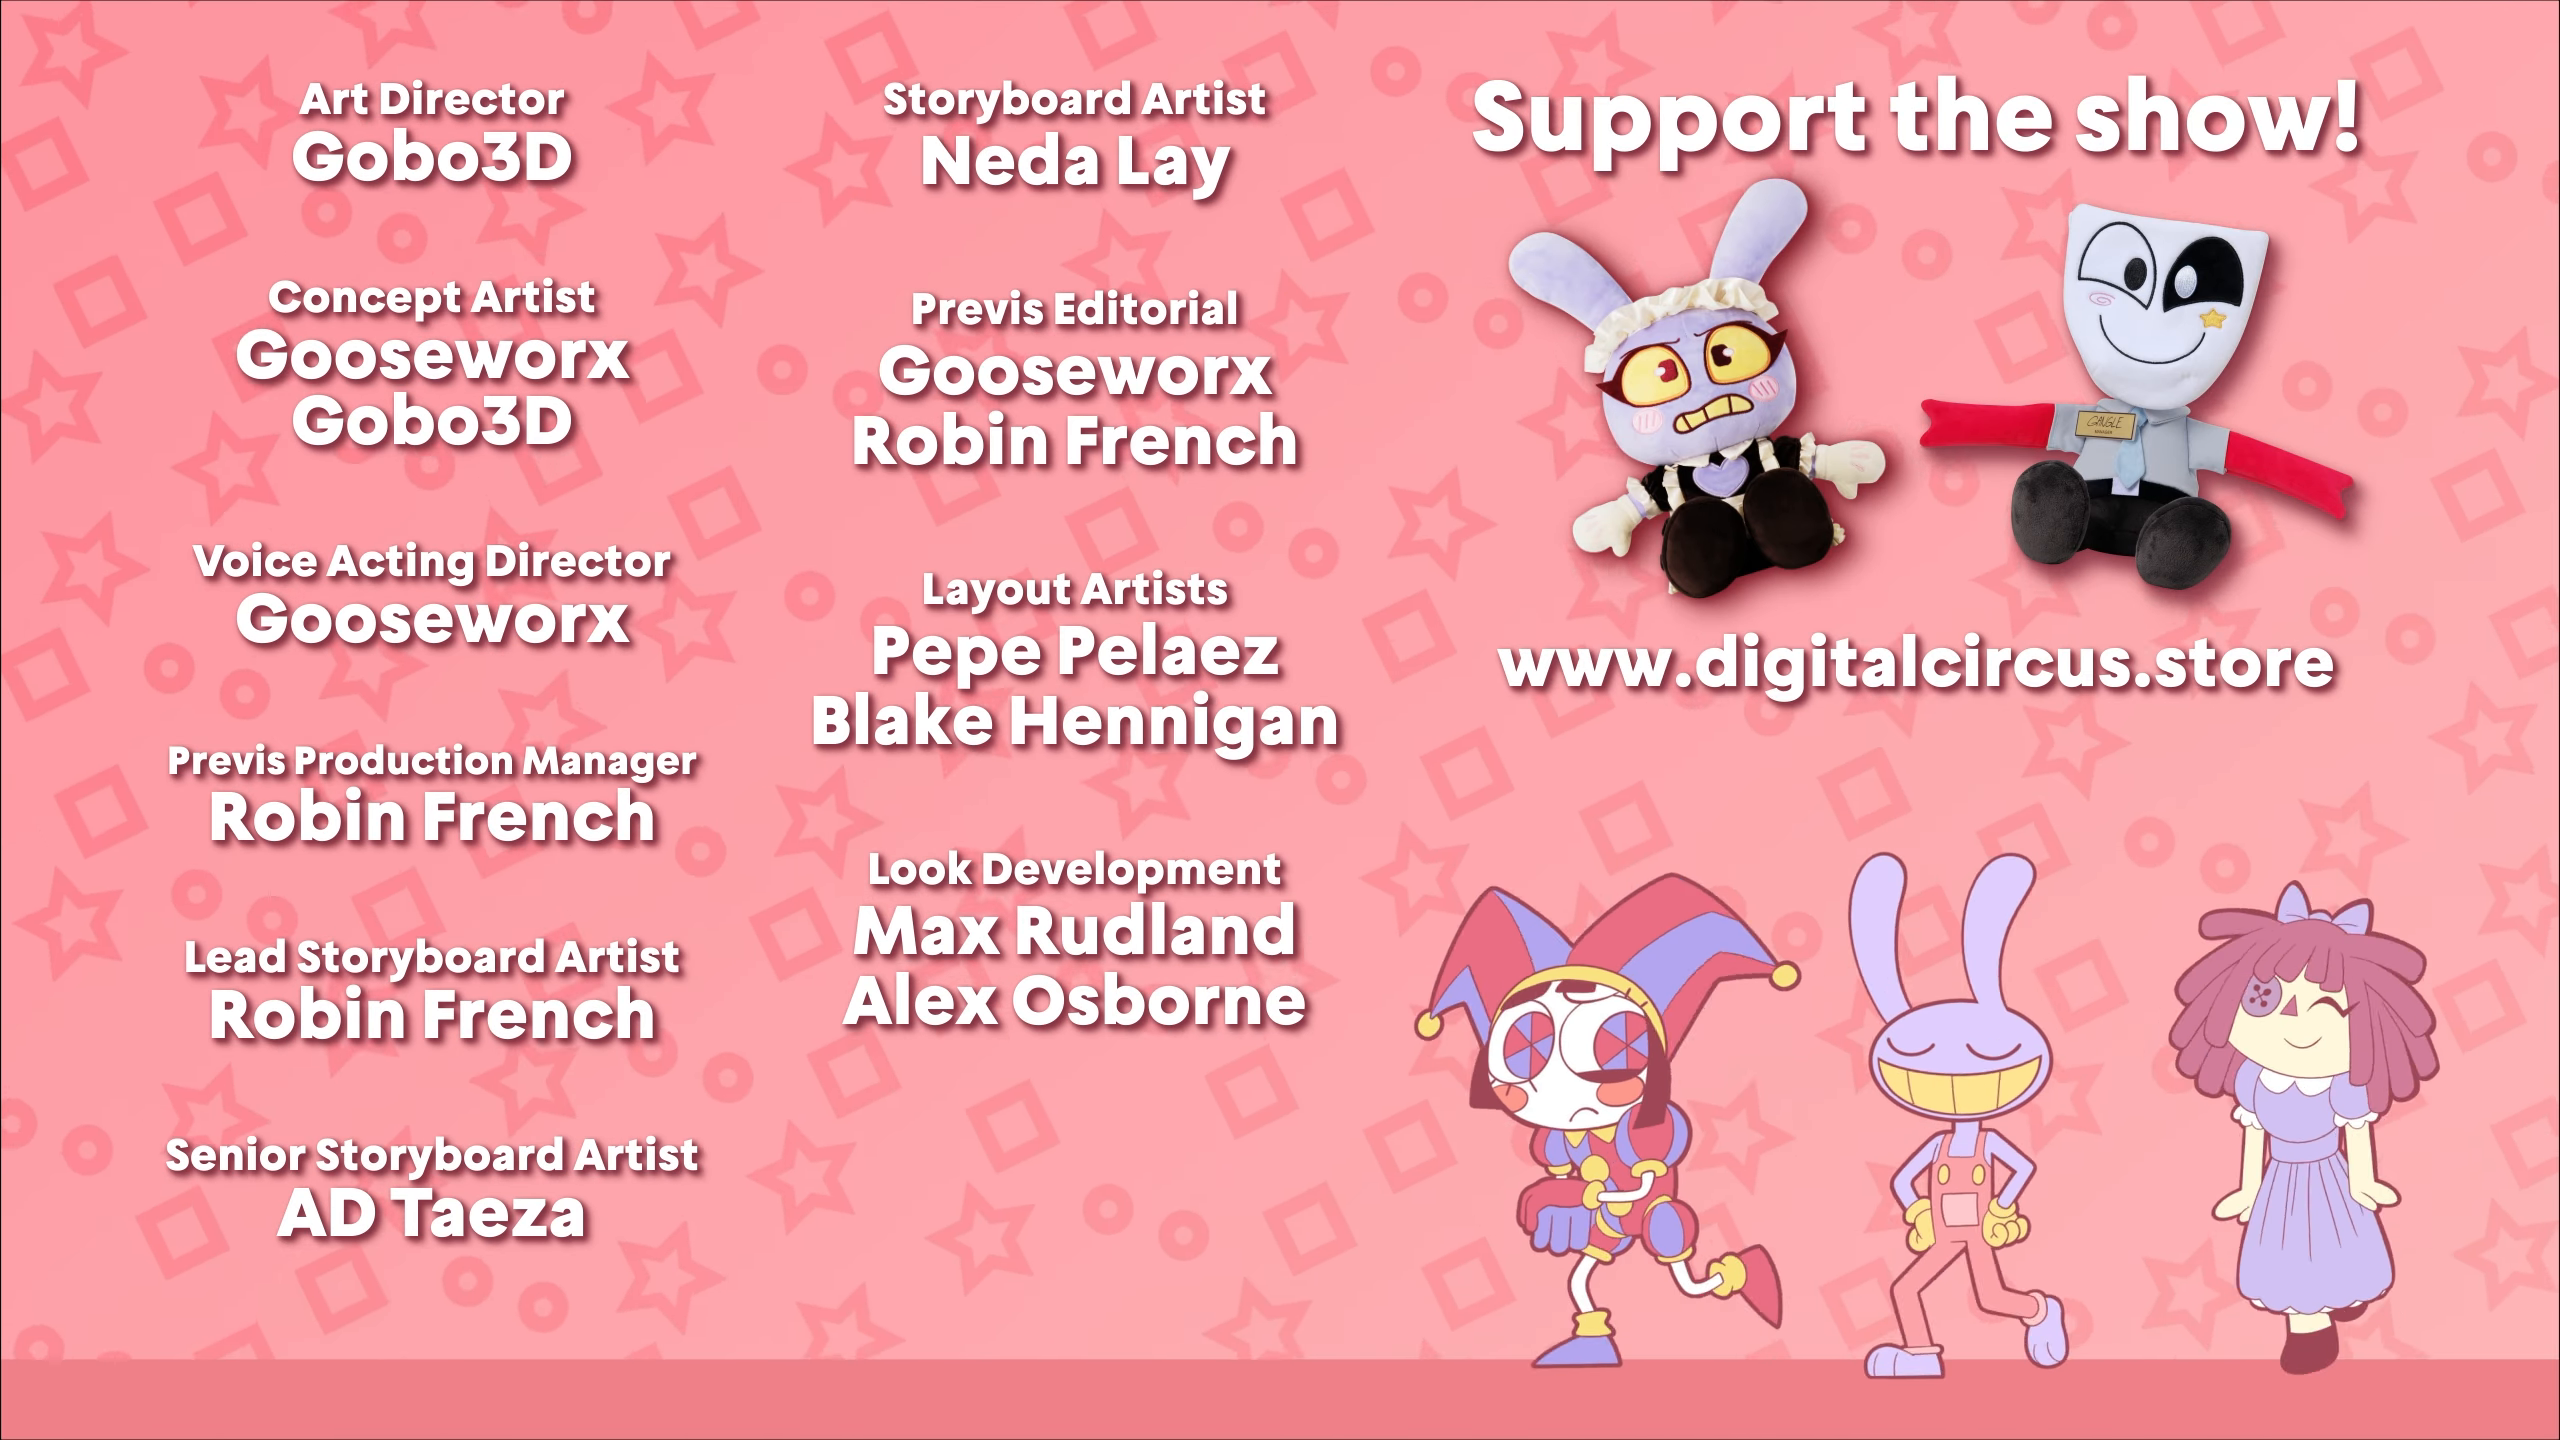 Art Director
Gobo3D
Concept Artist
Gooseworx
Gobo3D
Voice Acting Director
Gooseworx
Previs Production Manager
Robin French
Lead Storyboard Artist
Robin French
Senior Storyboard Artist
AD Taeza
Storyboard Artist
Neda Lay
Previs Editorial
Gooseworx
Robin French
Layout Artists
Pepe Pelaez
Blake Hennigan
Look Development
Max Rudland
Alex Osborne
Support the show!
GANGLE
MANAGER
www.digitalcircus.store